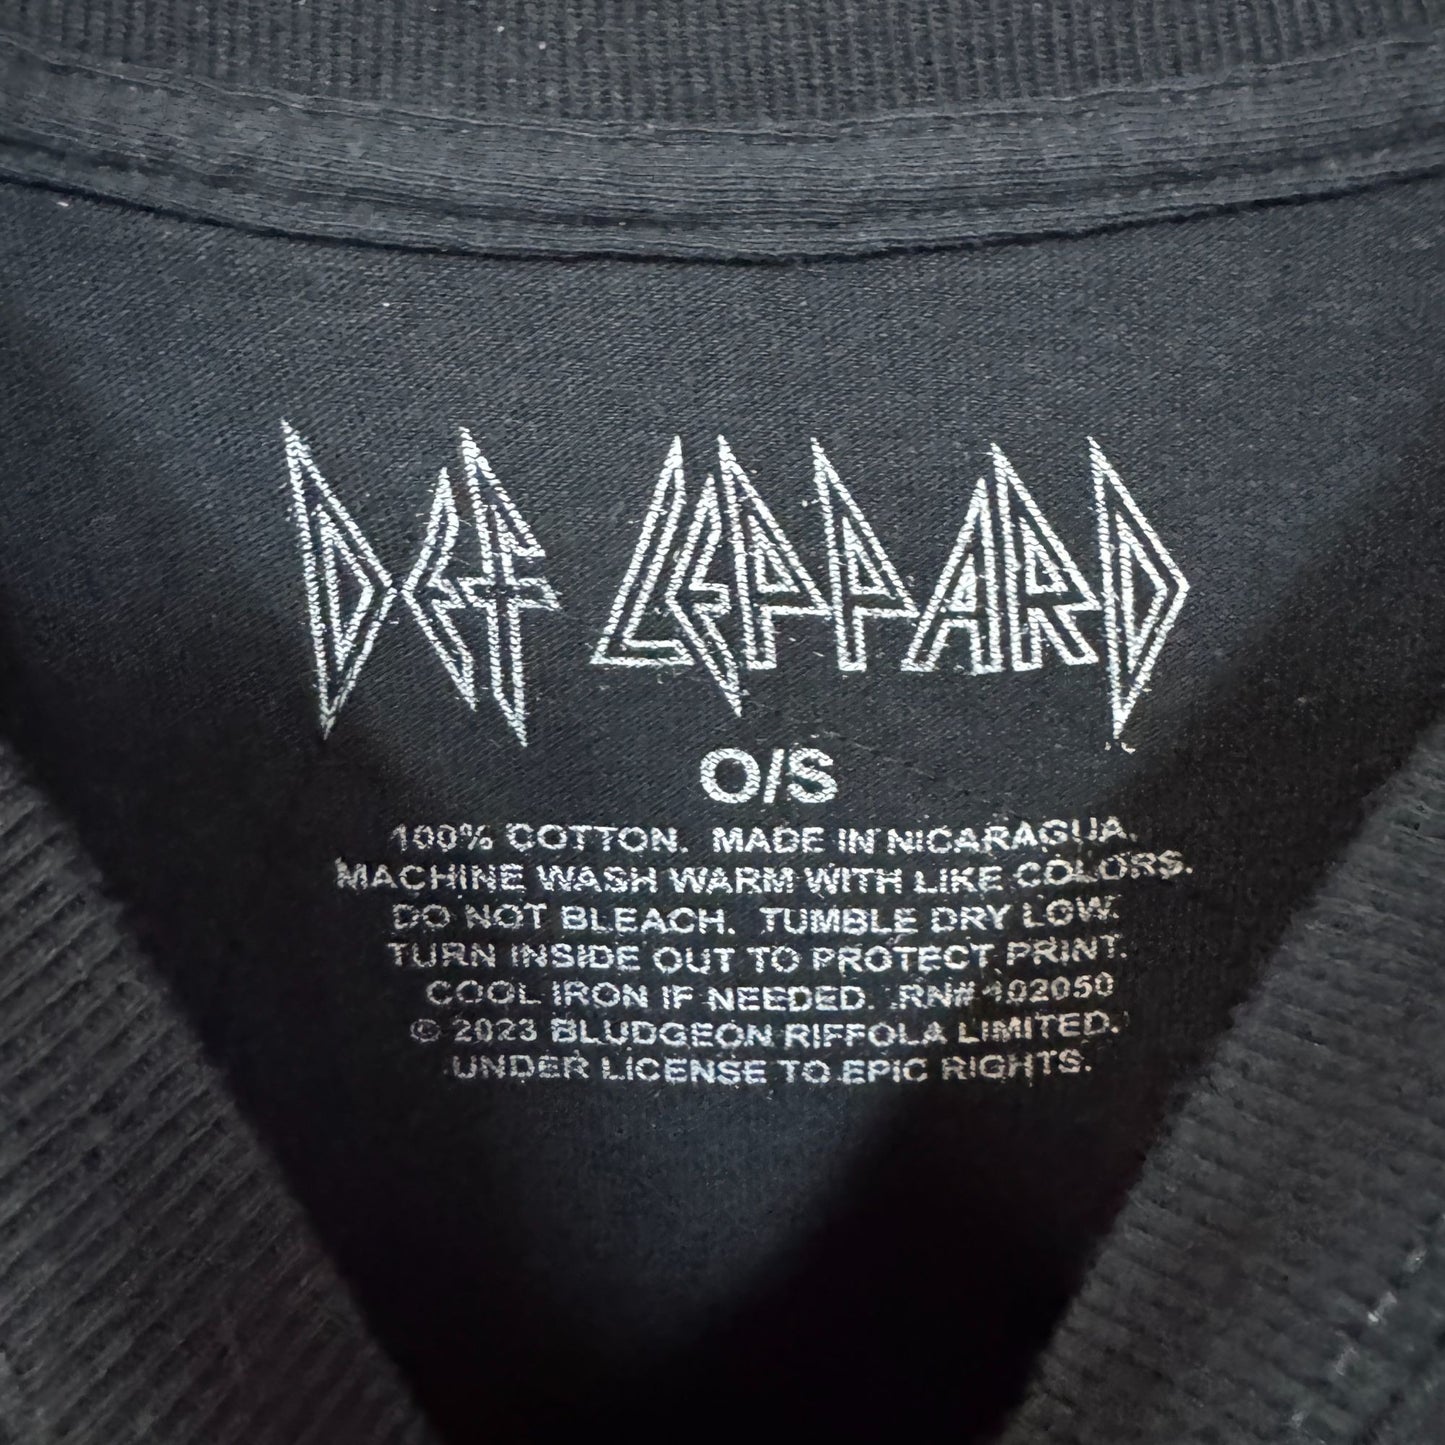 DEF LEPPARD
O/S
100% COTTON. MADE IN NICARAGUA.
MACHINE WASH WARM WITH LIKE COLORS.
DO NOT BLEACH. TUMBLE DRY LOW.
TURN INSIDE OUT TO PROTECT PRINT.
COOL IRON IF NEEDED. RN# 102050
© 2023 BLUDGEON RIFFOLA LIMITED.
UNDER LICENSE TO EPIC RIGHTS.